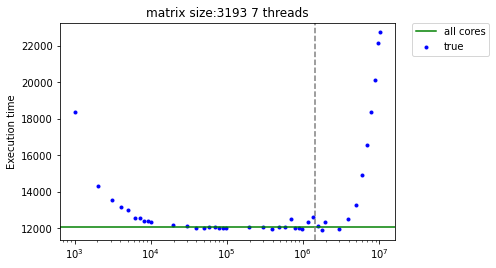 matrix size:3193 7 threads
all cores
true
Execution time
22000
20000
18000
16000
14000
12000
10³
10⁴
10⁵
10⁶
10⁷